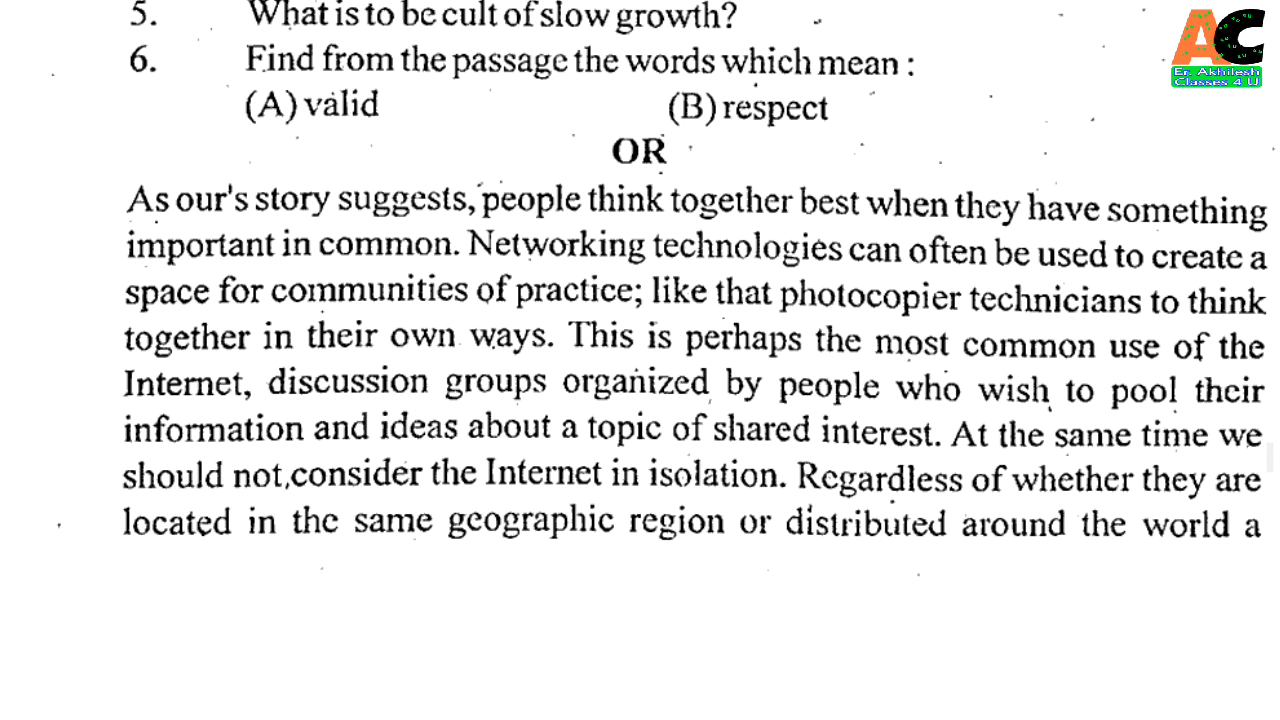 5. What is to be cult of slow growth?
6. Find from the passage the words which mean :
(A) valid (B) respect
OR
As our's story suggests, people think together best when they have something
important in common. Networking technologies can often be used to create a
space for communities of practice; like that photocopier technicians to think
together in their own ways. This is perhaps the most common use of the
Internet, discussion groups organized by people who wish to pool their
information and ideas about a topic of shared interest. At the same time we
should not, consider the Internet in isolation. Regardless of whether they are
located in the same geographic region or distributed around the world a
AC
Er. Akhilesh
Classes 4 U